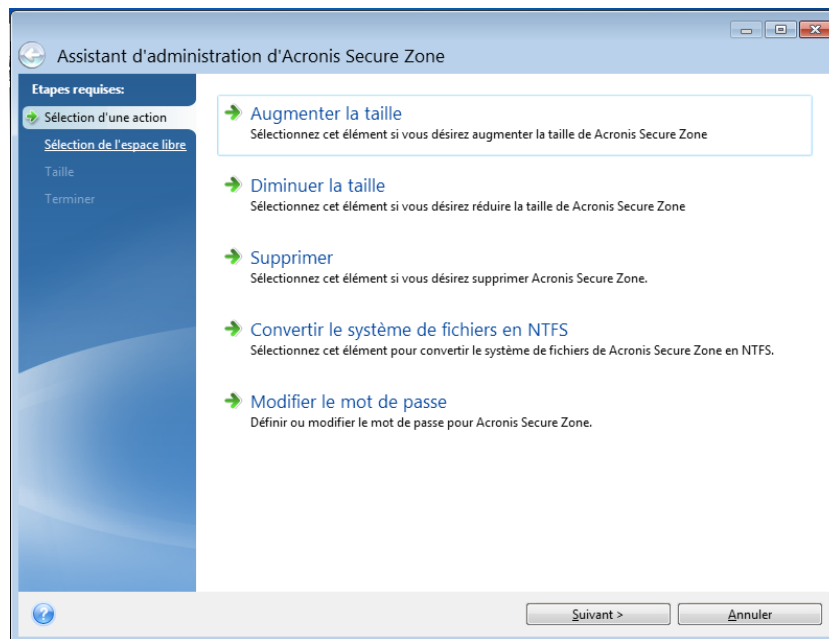 Assistant d'administration d'Acronis Secure Zone
Etapes requises:
Sélection d'une action
Sélection de l'espace libre
Taille
Terminer
Augmenter la taille
Sélectionnez cet élément si vous désirez augmenter la taille de Acronis Secure Zone
Diminuer la taille
Sélectionnez cet élément si vous désirez réduire la taille de Acronis Secure Zone
Supprimer
Sélectionnez cet élément si vous désirez supprimer Acronis Secure Zone.
Convertir le système de fichiers en NTFS
Sélectionnez cet élément pour convertir le système de fichiers de Acronis Secure Zone en NTFS.
Modifier le mot de passe
Définir ou modifier le mot de passe pour Acronis Secure Zone.
?
Suivant >
Annuler